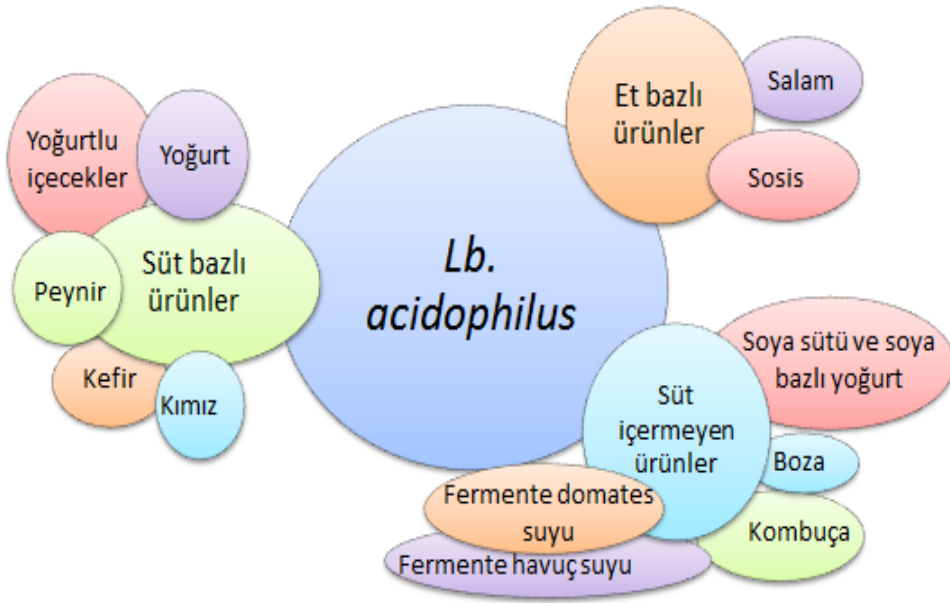 Lb.
acidophilus
Et bazlı
ürünler
Salam
Sosis
Yoğurtlu
içecekler
Yoğurt
Süt bazlı
ürünler
Peynir
Kefir
Kımız
Süt
içermeyen
ürünler
Soya sütü ve soya
bazlı yoğurt
Boza
Kombuça
Fermente domates
suyu
Fermente havuç suyu